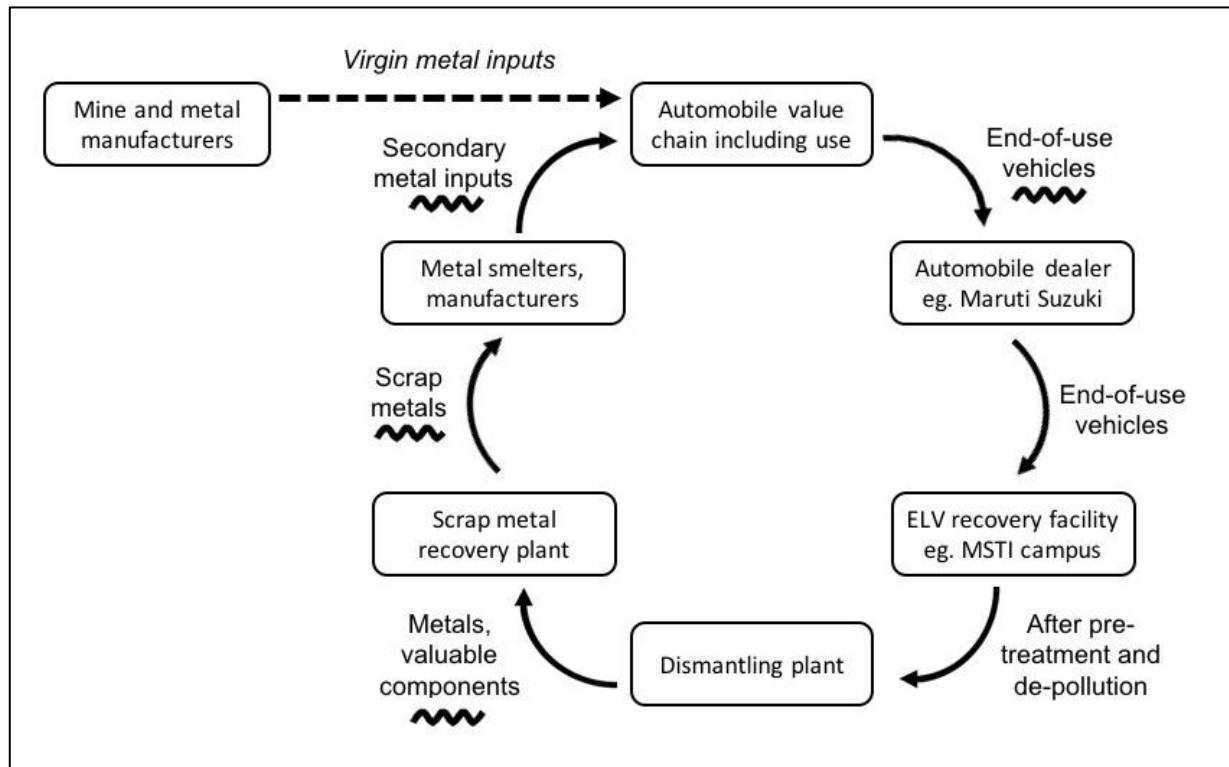 Virgin metal inputs
Mine and metal
manufacturers
Automobile value
chain including use
Secondary
metal inputs
End-of-use
vehicles
Metal smelters,
manufacturers
Automobile dealer
eg. Maruti Suzuki
Scrap
metals
End-of-use
vehicles
Scrap metal
recovery plant
ELV recovery facility
eg. MSTI campus
Metals,
valuable
components
Dismantling plant
After pre-
treatment and
de-pollution